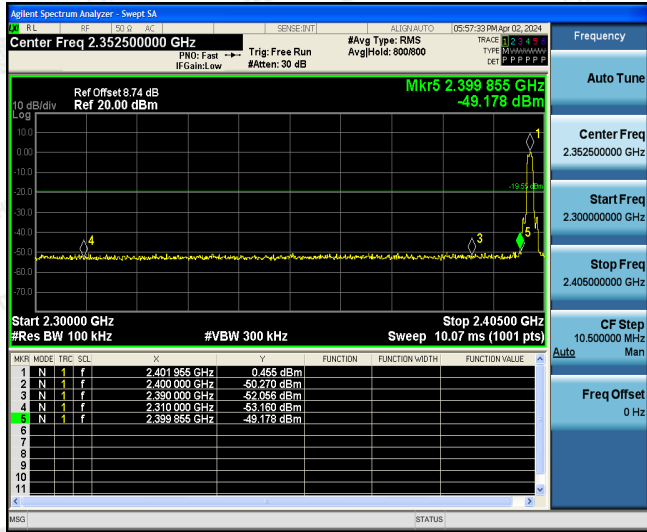 Agilent Spectrum Analyzer - Swept SA
RL RF 50 Ω AC SENSE:INT ALIGN AUTO 05:57:33 PM Apr 02, 2024
Center Freq 2.352500000 GHz
PNO: Fast
IFGain:Low
Trig: Free Run
#Atten: 30 dB
#Avg Type: RMS
Avg|Hold: 800/800
TRACE 1 2 3 4 5 6
TYPE M
DET P P P P P P
Ref Offset 8.74 dB
Ref 20.00 dBm
10 dB/div
Log
Mkr5 2.399 855 GHz
-49.178 dBm
10.0
0.00
-10.0
-20.0
-30.0
-40.0
-50.0
-60.0
-70.0
1
3
4
5
Start 2.30000 GHz
#Res BW 100 kHz
#VBW 300 kHz
Stop 2.40500 GHz
Sweep 10.07 ms (1001 pts)
MKR MODE TRC SCL X Y FUNCTION FUNCTION WIDTH FUNCTION VALUE
1 N 1 f 2.401 955 GHz 0.455 dBm
2 N 1 f 2.400 000 GHz -50.270 dBm
3 N 1 f 2.390 000 GHz -52.056 dBm
4 N 1 f 2.310 000 GHz -53.160 dBm
5 N 1 f 2.399 855 GHz -49.178 dBm
6
7
8
9
10
11
MSG STATUS
Frequency
Auto Tune
Center Freq
2.352500000 GHz
Start Freq
2.300000000 GHz
Stop Freq
2.405000000 GHz
CF Step
10.500000 MHz
Auto Man
Freq Offset
0 Hz